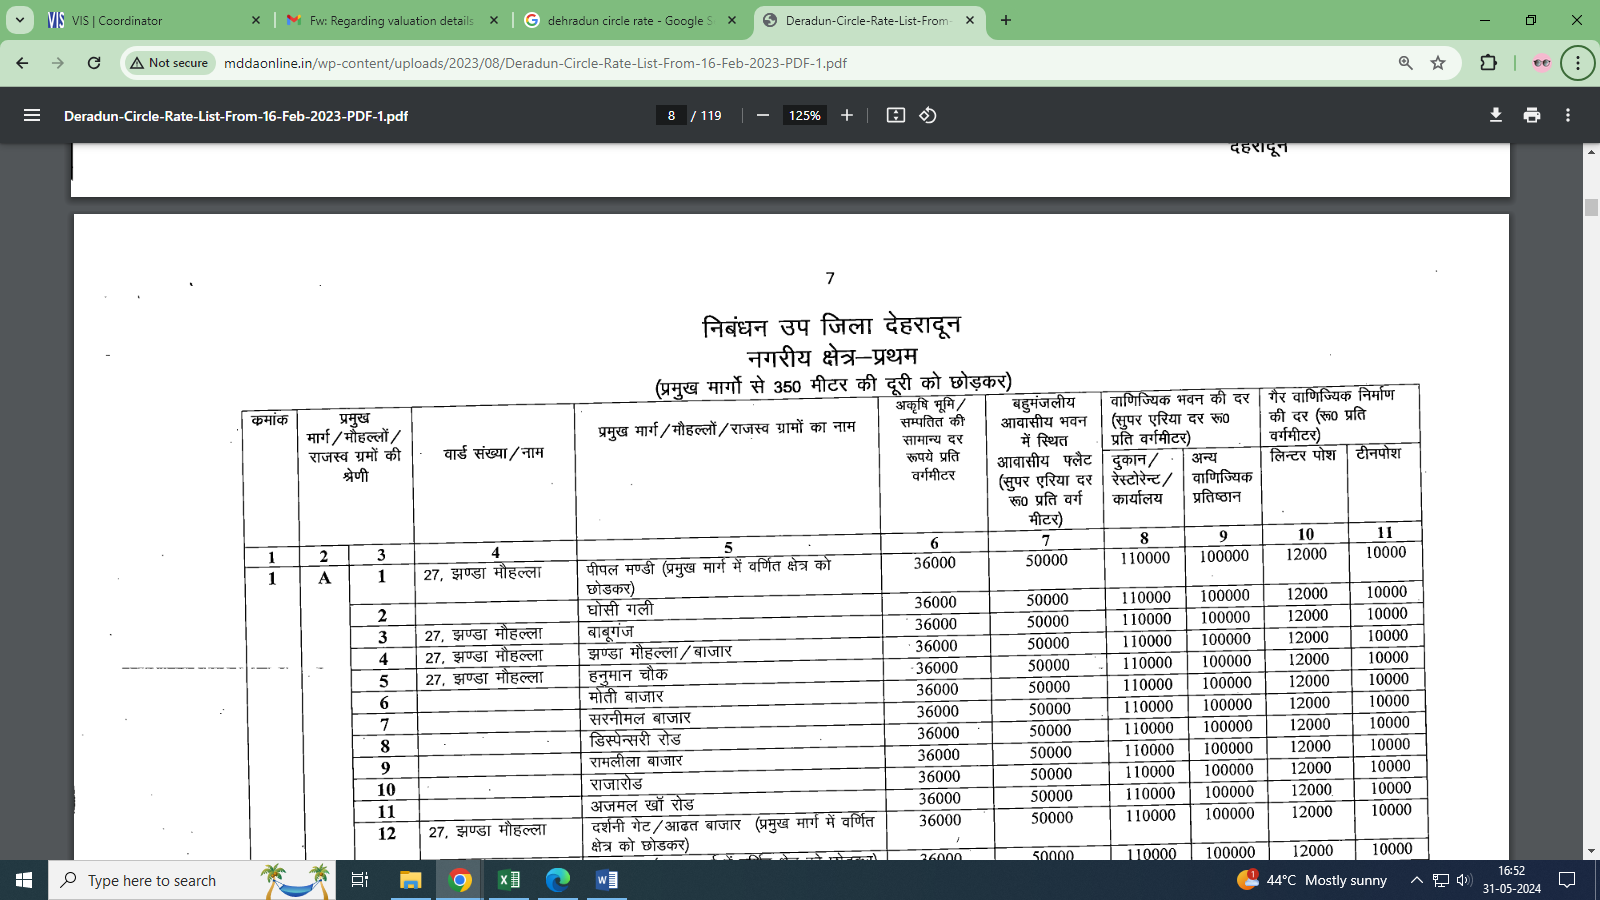 VIS | Coordinator
Fw: Regarding valuation details
dehradun circle rate - Google S
Deradun-Circle-Rate-List-From-
Not secure
mddaonline.in/wp-content/uploads/2023/08/Deradun-Circle-Rate-List-From-16-Feb-2023-PDF-1.pdf
Deradun-Circle-Rate-List-From-16-Feb-2023-PDF-1.pdf
8 / 119
125%
देहरादून
7
निबंधन उप जिला देहरादून
नगरीय क्षेत्र–प्रथम
(प्रमुख मार्गो से 350 मीटर की दूरी को छोड़कर)
क्रमांक
प्रमुख
मार्ग/मौहल्लों/
राजस्व ग्रमों की
श्रेणी
वार्ड संख्या/नाम
प्रमुख मार्ग/मौहल्लों/राजस्व ग्रामों का नाम
अकृषि भूमि/
सम्पतित की
सामान्य दर
रूपये प्रति
वर्गमीटर
बहुमंजलीय
आवासीय भवन
में स्थित
आवासीय फ्लैट
(सुपर एरिया दर
रू0 प्रति वर्ग
मीटर)
वाणिज्यिक भवन की दर
(सुपर एरिया दर रू0
प्रति वर्गमीटर)
दुकान/
रेस्टोरेन्ट/
कार्यालय
अन्य
वाणिज्यिक
प्रतिष्ठान
गैर वाणिज्यिक निर्माण
की दर (रू0 प्रति
वर्गमीटर)
लिन्टर पोश
टीनपोश
1 2 3 4 5 6 7 8 9 10 11
1 A 1 27, झण्डा मौहल्ला पीपल मण्डी (प्रमुख मार्ग में वर्णित क्षेत्र को 36000 50000 110000 100000 12000 10000
छोडकर)
2 घोसी गली 36000 50000 110000 100000 12000 10000
3 27, झण्डा मौहल्ला बाबूगंज 36000 50000 110000 100000 12000 10000
4 27, झण्डा मौहल्ला झण्डा मौहल्ला/बाजार 36000 50000 110000 100000 12000 10000
5 27, झण्डा मौहल्ला हनुमान चौक 36000 50000 110000 100000 12000 10000
6 मोती बाजार 36000 50000 110000 100000 12000 10000
7 सरनीमल बाजार 36000 50000 110000 100000 12000 10000
8 डिस्पेन्सरी रोड 36000 50000 110000 100000 12000 10000
9 रामलीला बाजार 36000 50000 110000 100000 12000 10000
10 राजारोड 36000 50000 110000 100000 12000 10000
11 अजमल खॉ रोड 36000 50000 110000 100000 12000 10000
12 27, झण्डा मौहल्ला दर्शनी गेट/आढत बाजार (प्रमुख मार्ग में वर्णित 36000 50000 110000 100000 12000 10000
क्षेत्र को छोडकर)
36000 50000 110000 100000 12000 10000
Type here to search
1
44°C Mostly sunny
16:52
31-05-2024